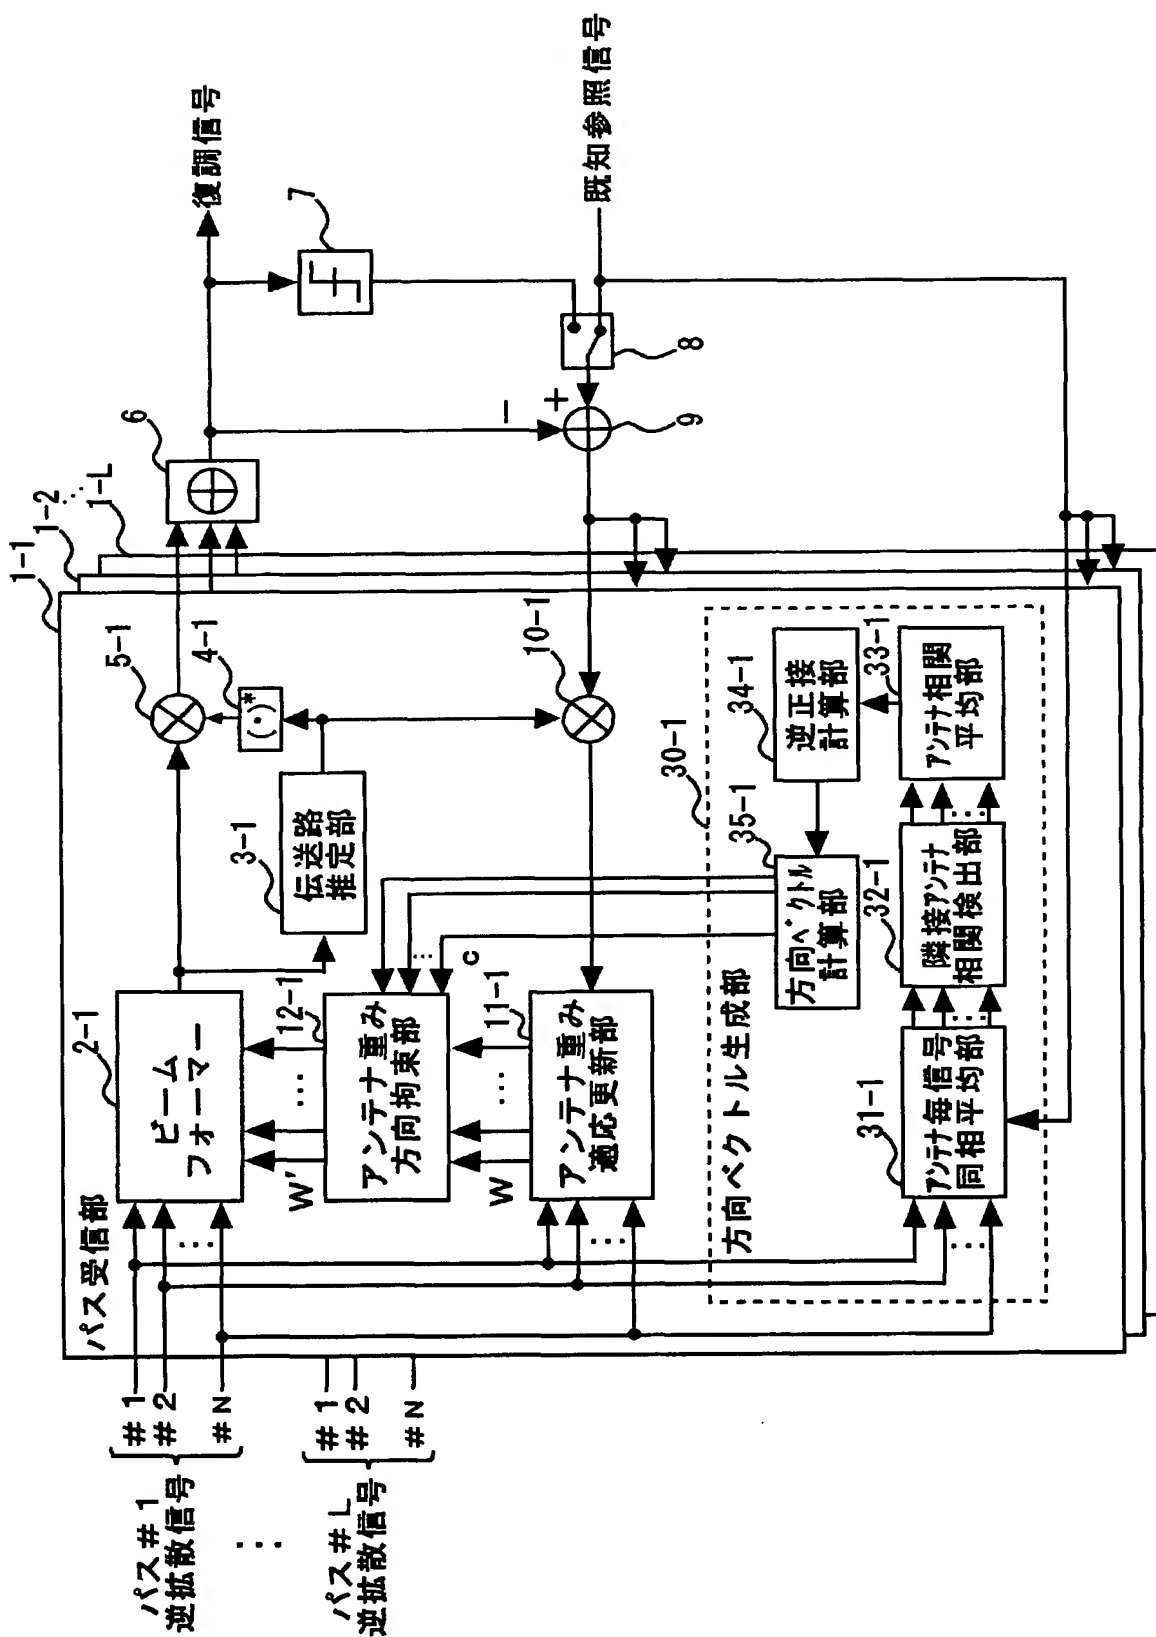 パス#1
逆拡散信号
#1
#2
#N
⋮
パス#L
逆拡散信号
#1
#2
#N
パス受信部
1-1
1-2
⋯
1-L
ビーム
フォーマー
2-1
伝送路
推定部
3-1
(・)*
4-1
5-1
6
復調信号
7
既知参照信号
8
+
-
9
10-1
W'
⋯
アンテナ重み
方向拘束部
12-1
⋯
c
W
⋯
アンテナ重み
適応更新部
11-1
⋯
方向ベクトル生成部
30-1
方向ベクトル
計算部
35-1
逆正接
計算部
34-1
アンテナ毎信号
同相平均部
31-1
⋯
隣接アンテナ
相関検出部
32-1
⋯
アンテナ相関
平均部
33-1
⋯